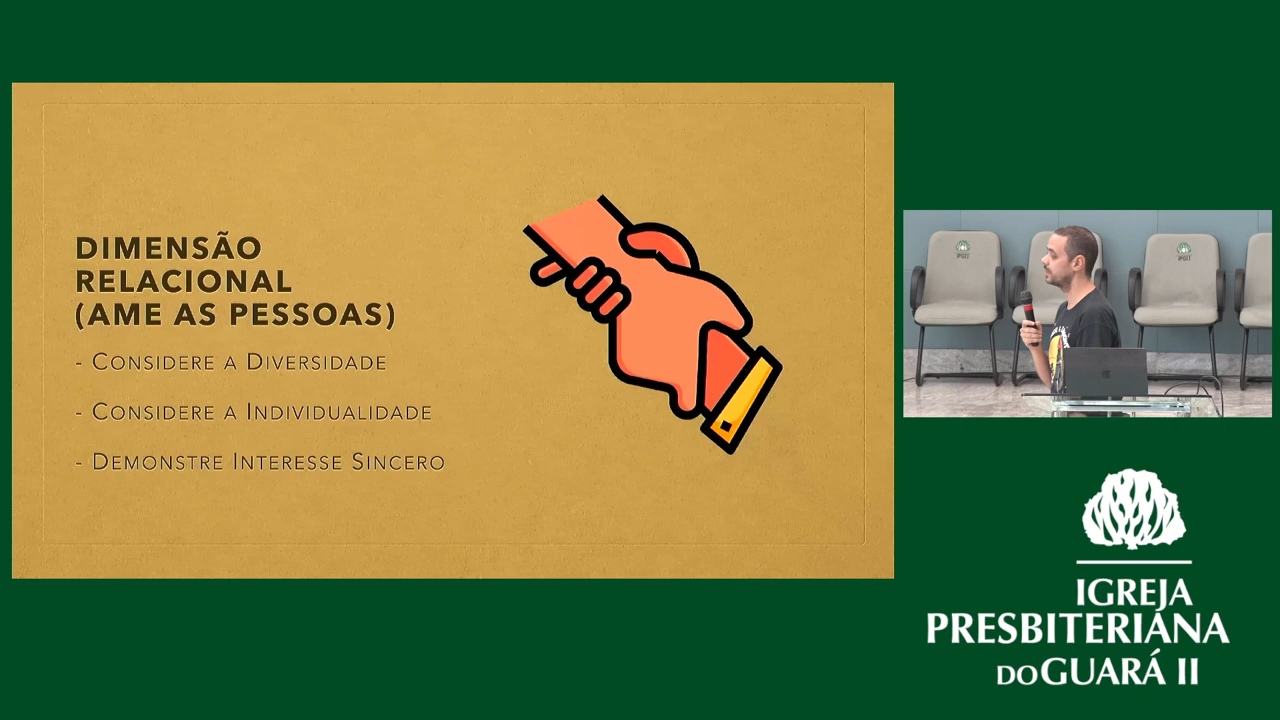 DIMENSÃO
RELACIONAL
(AME AS PESSOAS)
- CONSIDERE A DIVERSIDADE
- CONSIDERE A INDIVIDUALIDADE
- DEMONSTRE INTERESSE SINCERO
IGREJA
PRESBITERIANA
DO GUARÁ II